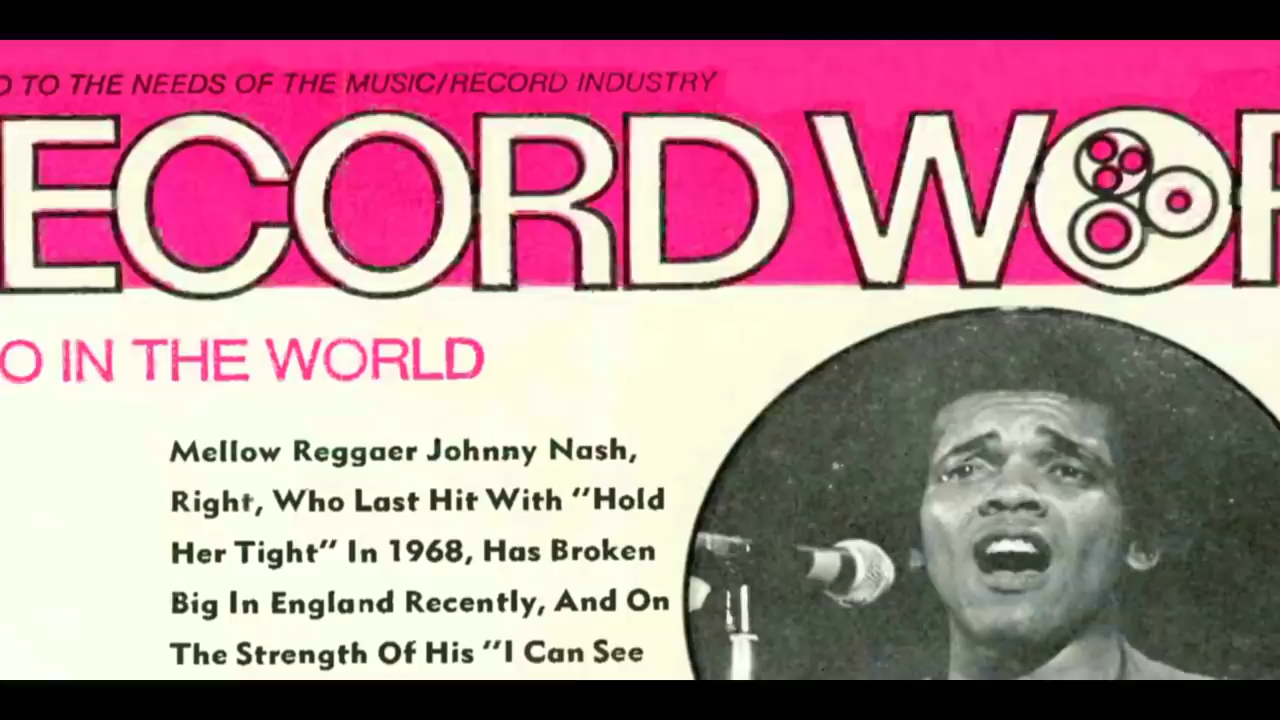 O TO THE NEEDS OF THE MUSIC/RECORD INDUSTRY
ECORD WOR
O IN THE WORLD
Mellow Reggaer Johnny Nash,
Right, Who Last Hit With “Hold
Her Tight” In 1968, Has Broken
Big In England Recently, And On
The Strength Of His “I Can See